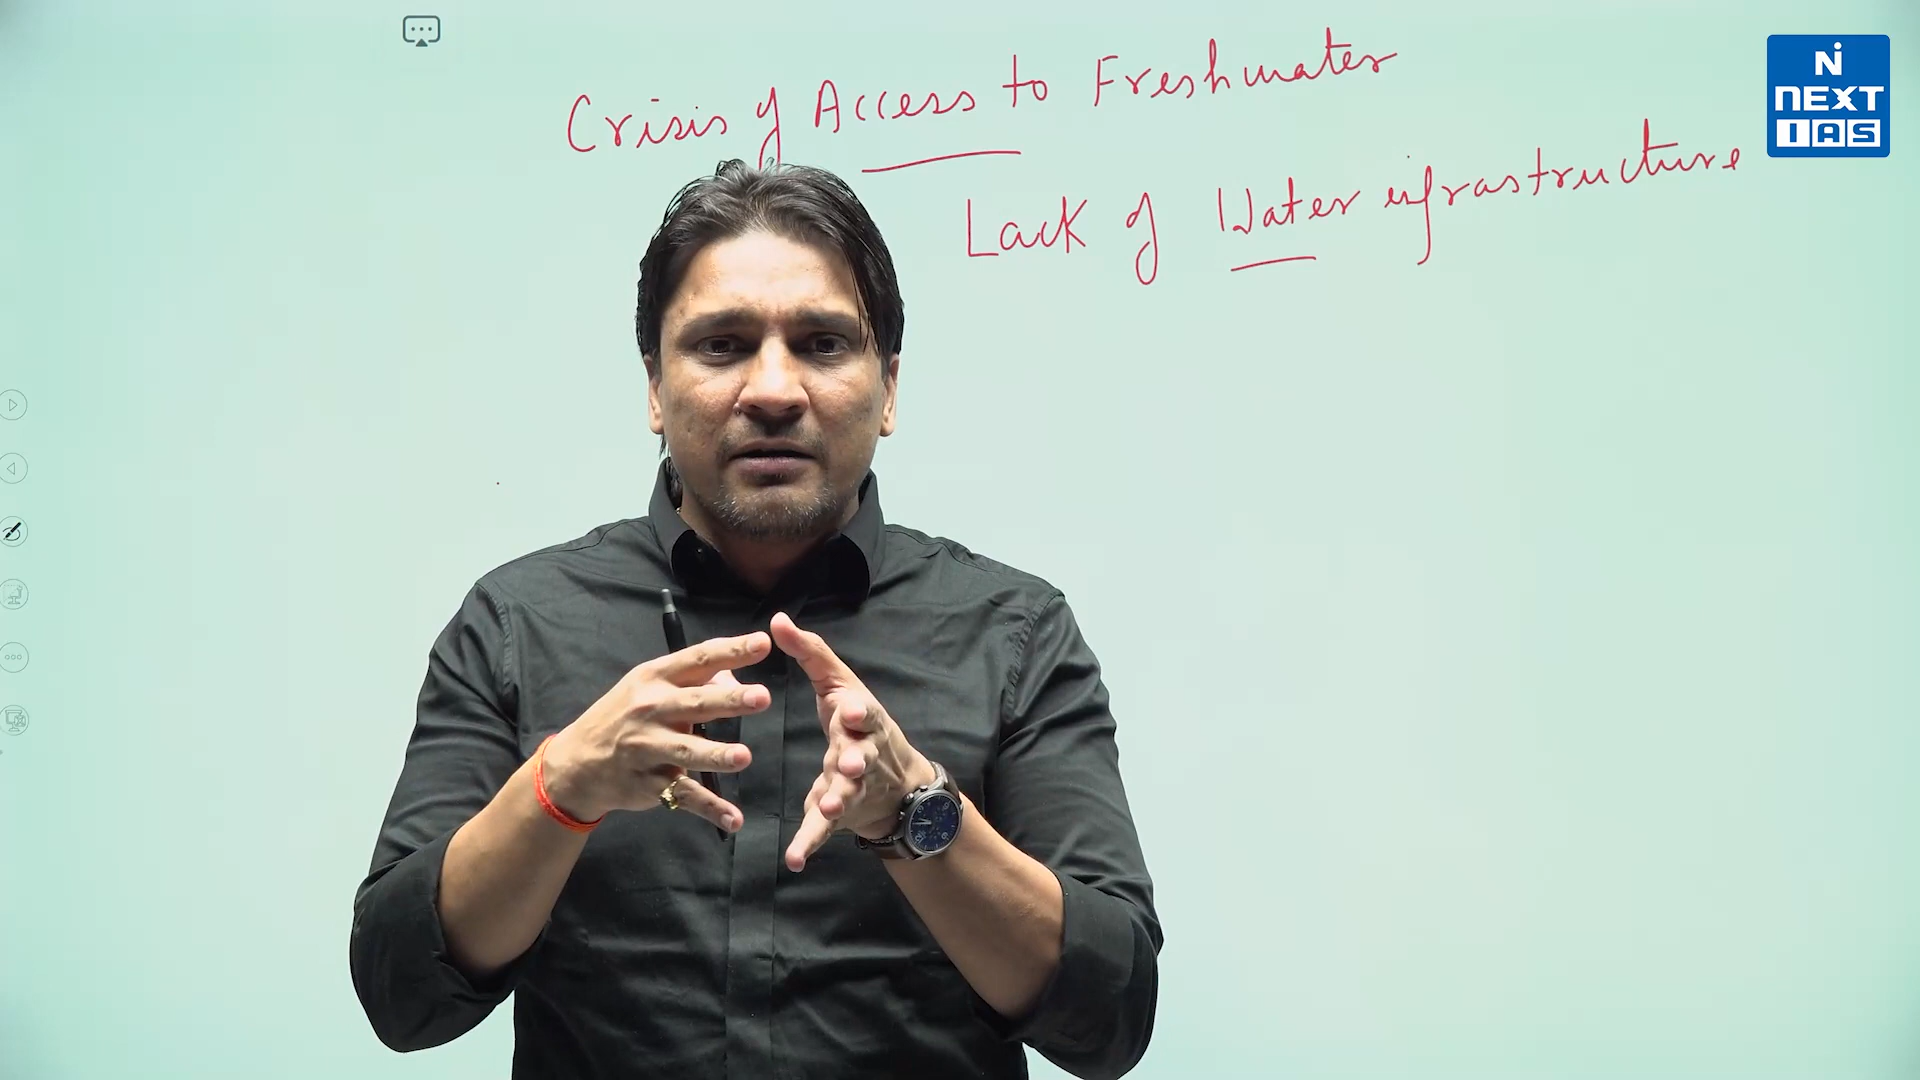 Crisis of Access to Freshwater
Lack of Water infrastructure
N
NEXT
IAS